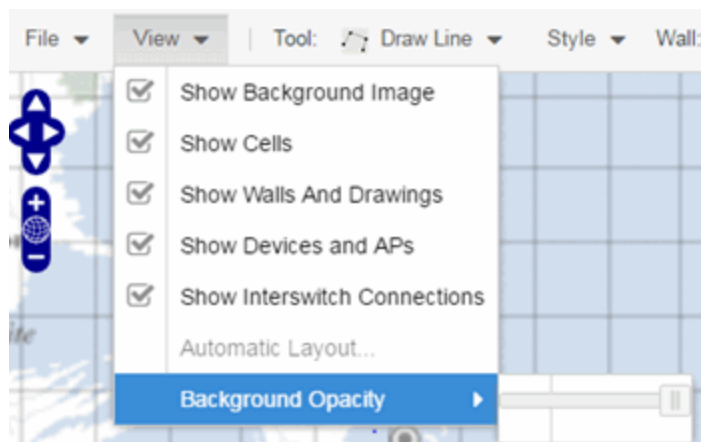 File View Tool: Draw Line Style Wall:
Show Background Image
Show Cells
Show Walls And Drawings
Show Devices and APs
Show Interswitch Connections
Automatic Layout...
Background Opacity